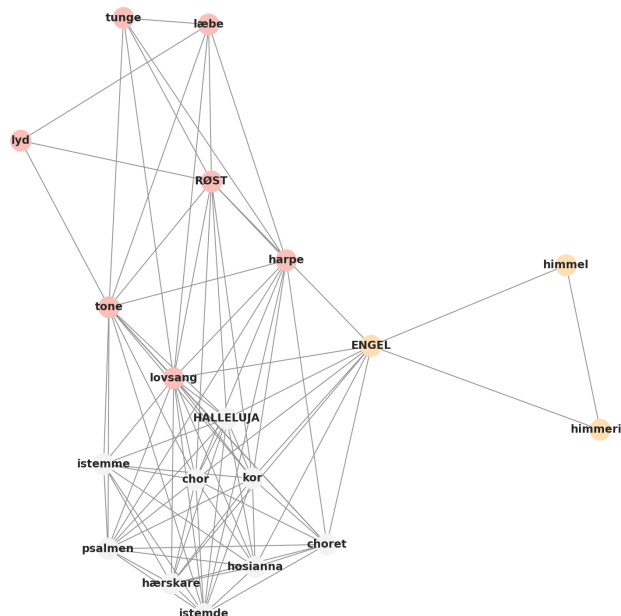 tunge
læbe
lyd
RØST
harpe
himmel
tone
ENGEL
lovsang
HALLELUJA
himmeri
istemme
chor
kor
psalmen
choret
hosianna
hærskare
istemde